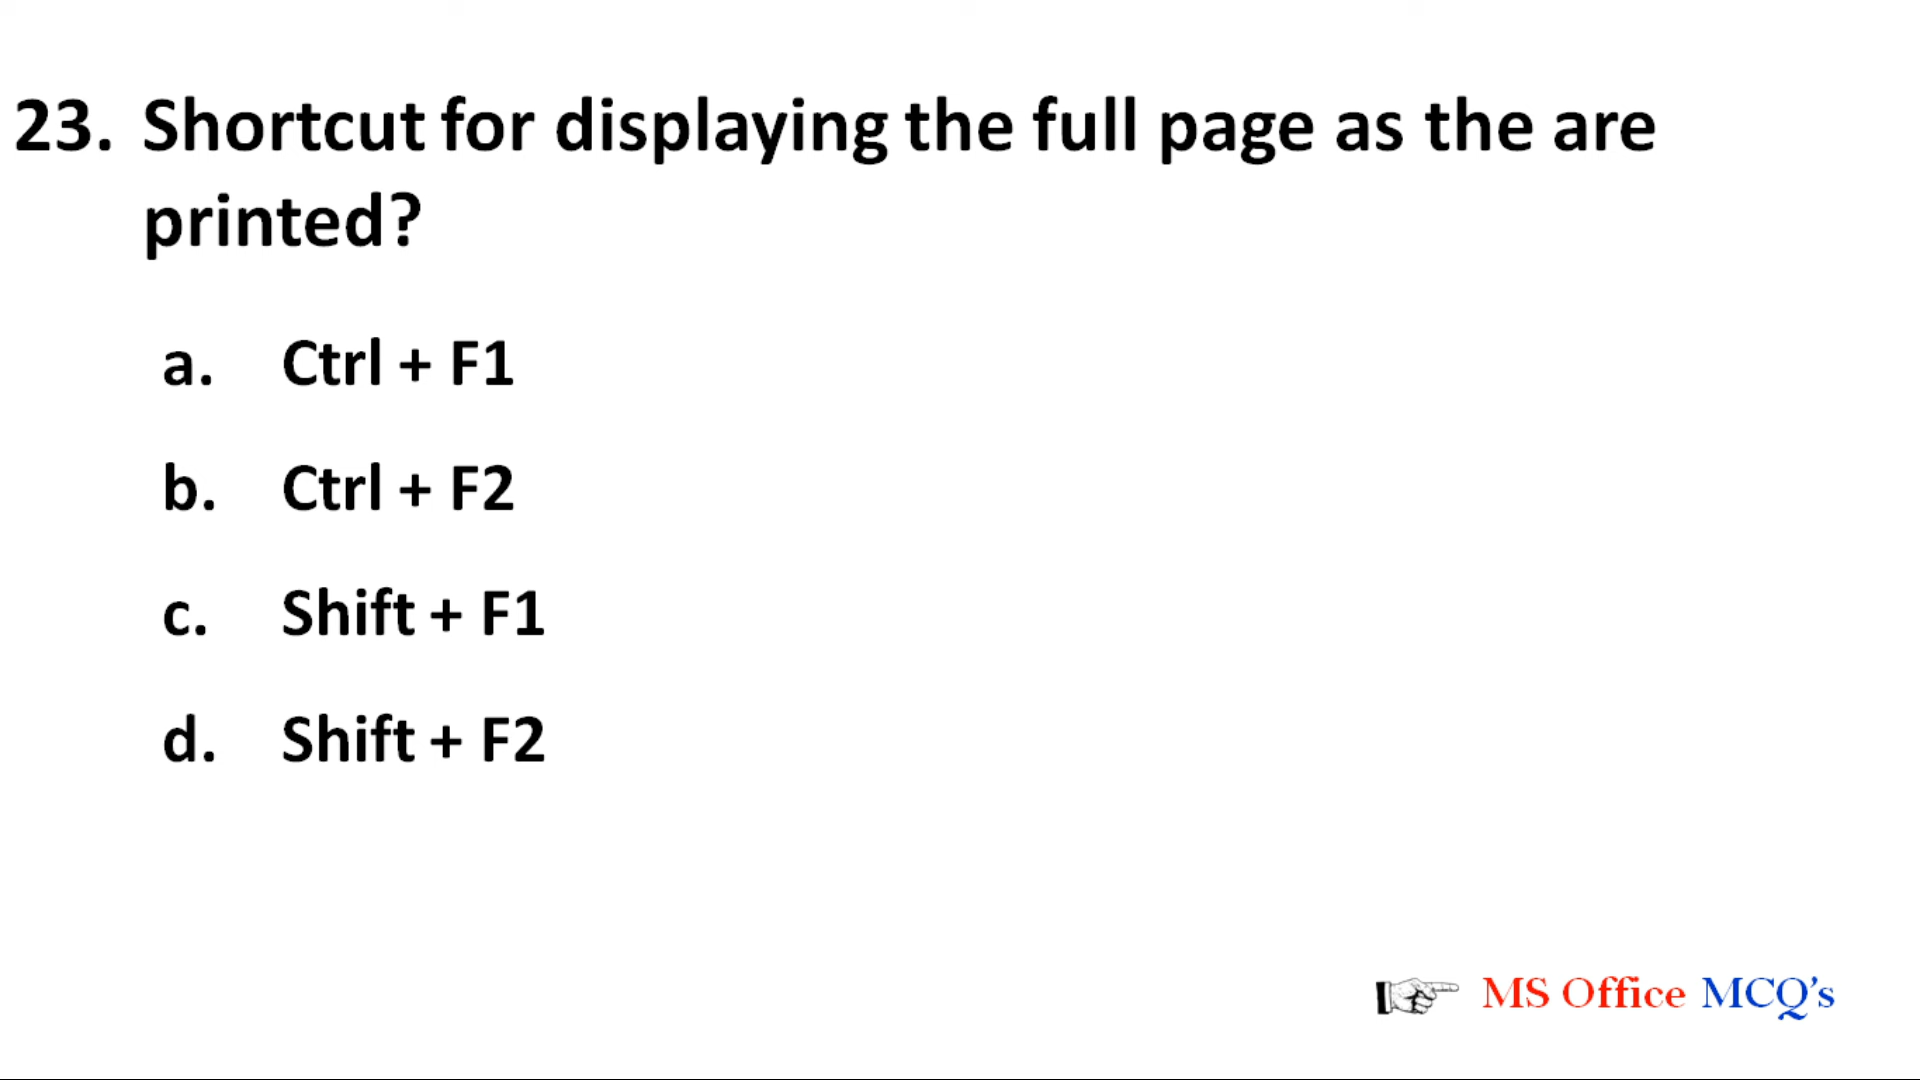 23. Shortcut for displaying the full page as the are
printed?
a. Ctrl + F1
b. Ctrl + F2
c. Shift + F1
d. Shift + F2
MS Office MCQ's